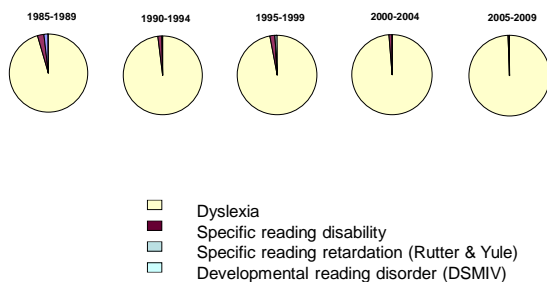 1985-1989 1990-1994 1995-1999 2000-2004 2005-2009
Dyslexia
Specific reading disability
Specific reading retardation (Rutter & Yule)
Developmental reading disorder (DSMIV)